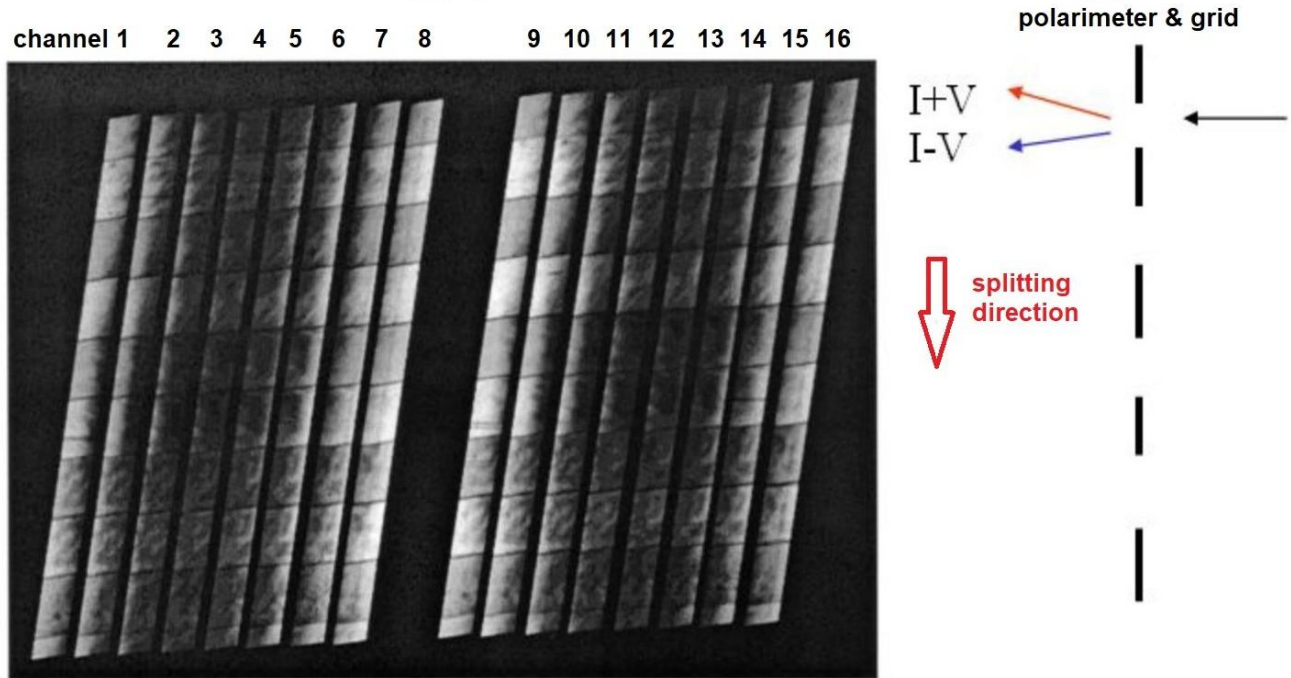 channel 1 2 3 4 5 6 7 8 9 10 11 12 13 14 15 16
polarimeter & grid
I+V
I-V
splitting
direction